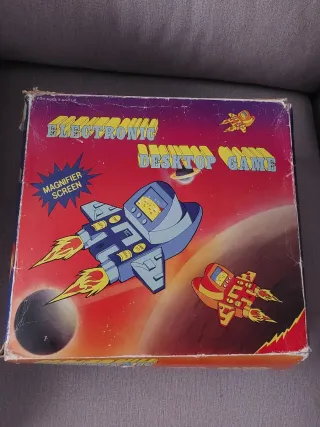 ELECTRONIC
DESKTOP GAME
MAGNIFIER
SCREEN